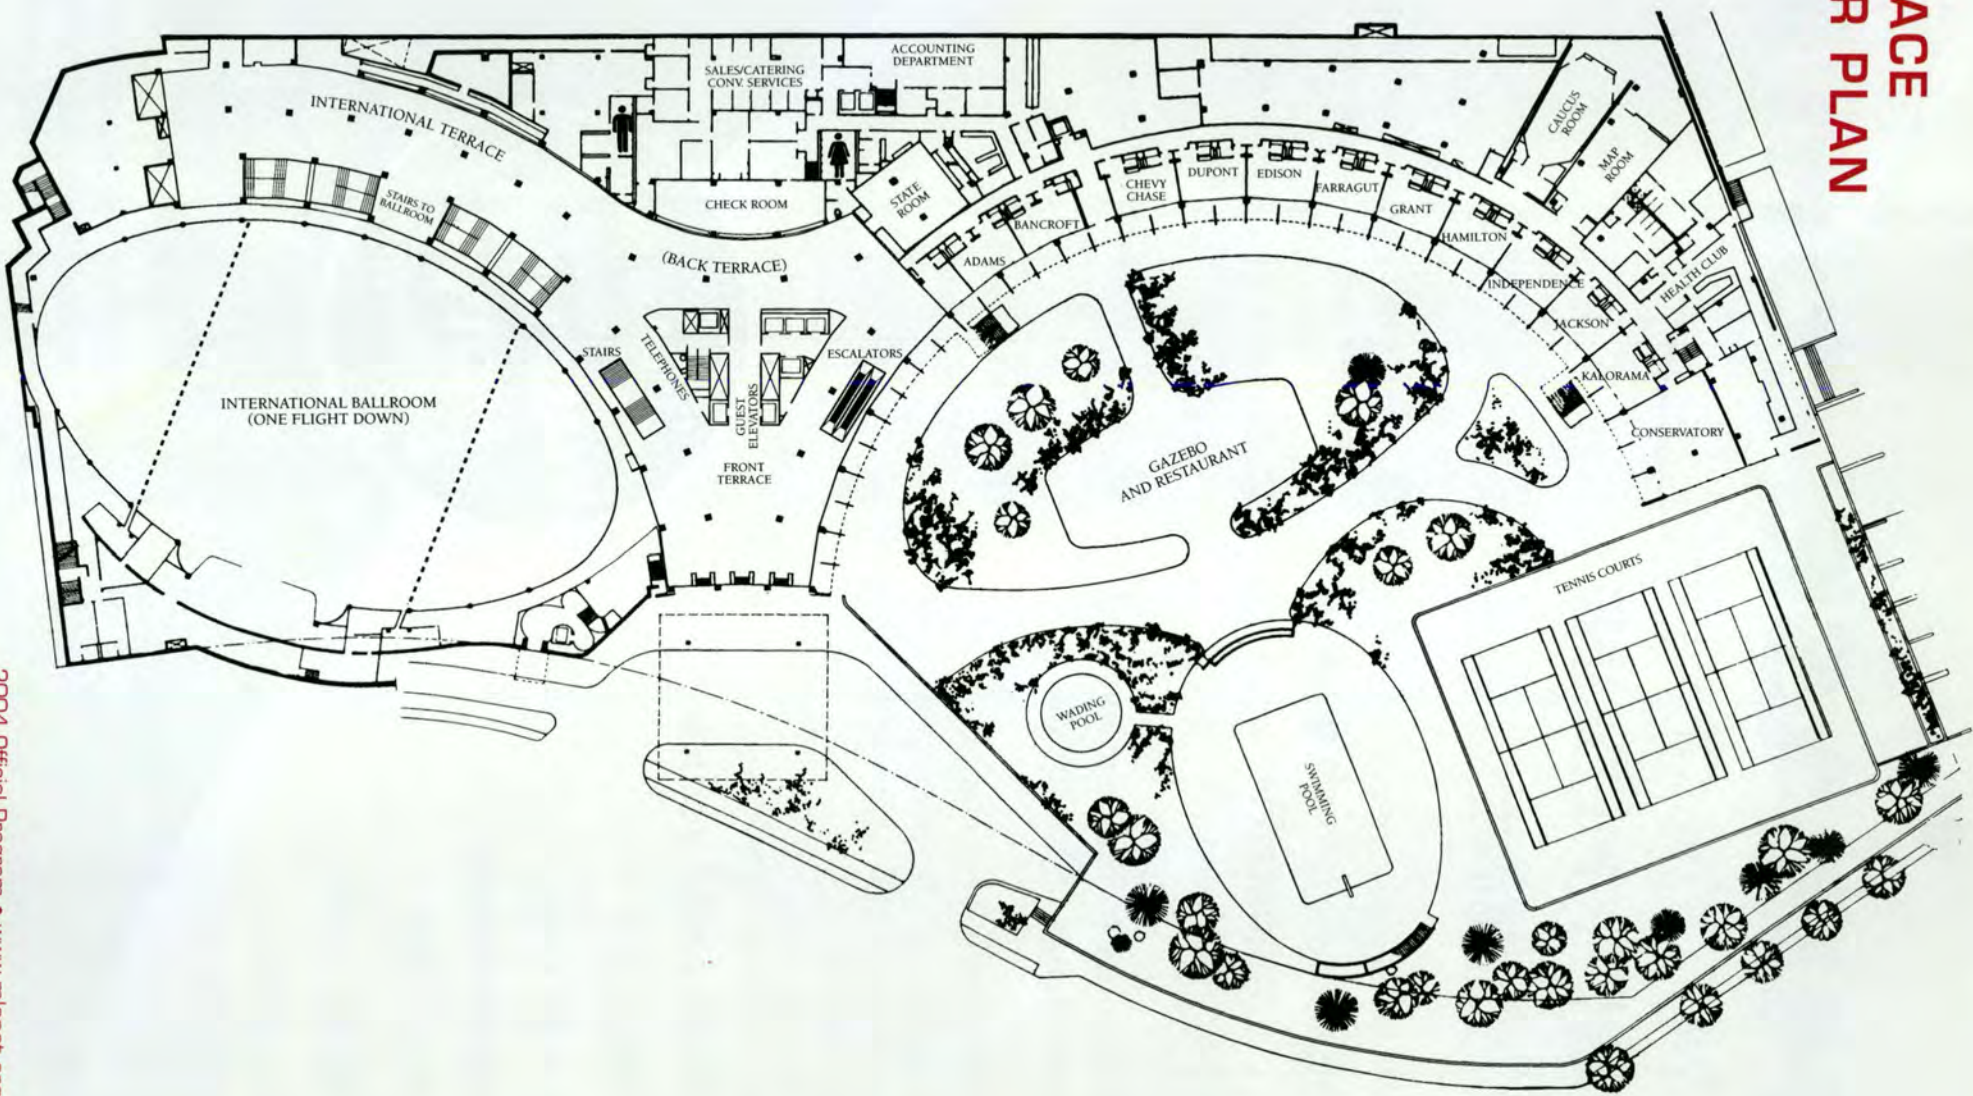 ACE
R PLAN
ACCOUNTING
DEPARTMENT
SALES/CATERING
CONV. SERVICES
INTERNATIONAL TERRACE
STAIRS TO
BALLROOM
CHECK ROOM
STATE
ROOM
(BACK TERRACE)
ADAMS
BANCROFT
CHEVY
CHASE
DUPONT
EDISON
FARRAGUT
GRANT
HAMILTON
INDEPENDENCE
JACKSON
KALORAMA
CONSERVATORY
CAUCUS
ROOM
MAP
ROOM
HEALTH CLUB
STAIRS
TELEPHONES
GUEST
ELEVATORS
ESCALATORS
FRONT
TERRACE
INTERNATIONAL BALLROOM
(ONE FLIGHT DOWN)
GAZEBO
AND RESTAURANT
TENNIS COURTS
WADING
POOL
SWIMMING
POOL